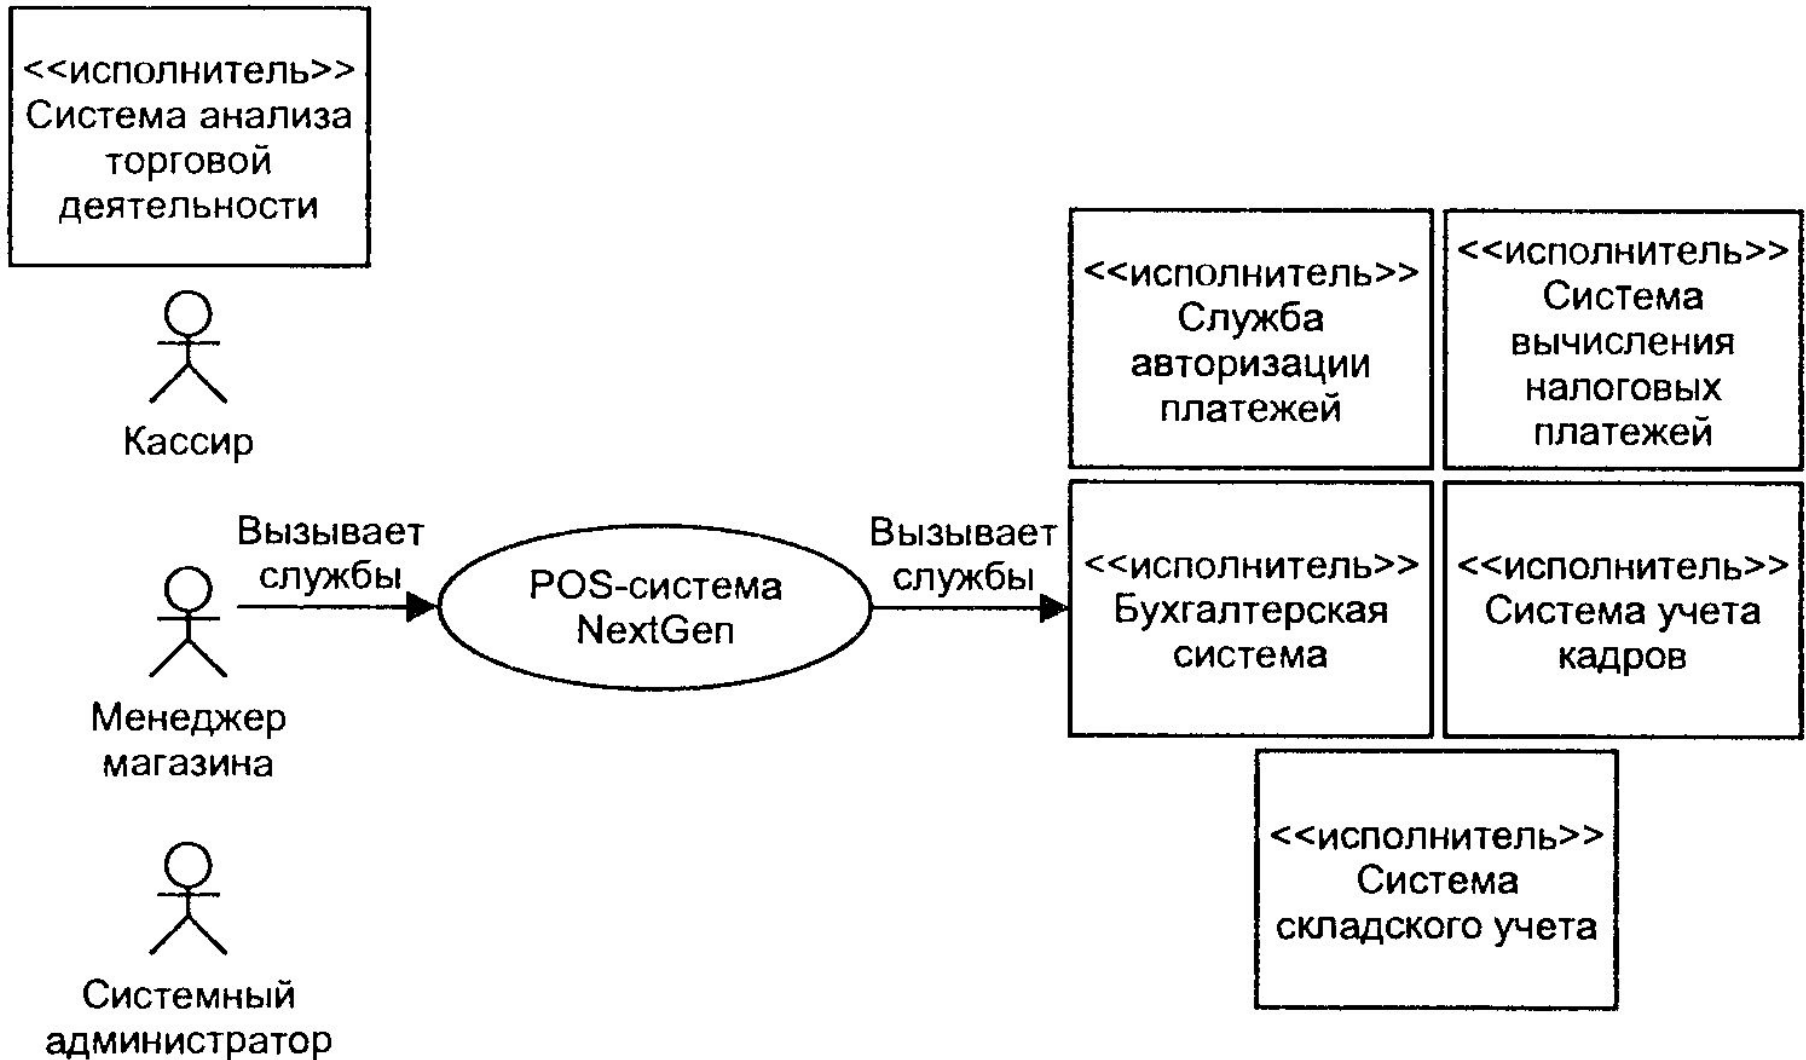 <<исполнитель>>
Система анализа
торговой
деятельности
Кассир
Вызывает
службы
Менеджер
магазина
Системный
администратор
POS-система
NextGen
Вызывает
службы
<<исполнитель>>
Служба
авторизации
платежей
<<исполнитель>>
Система
вычисления
налоговых
платежей
<<исполнитель>>
Бухгалтерская
система
<<исполнитель>>
Система учета
кадров
<<исполнитель>>
Система
складского учета